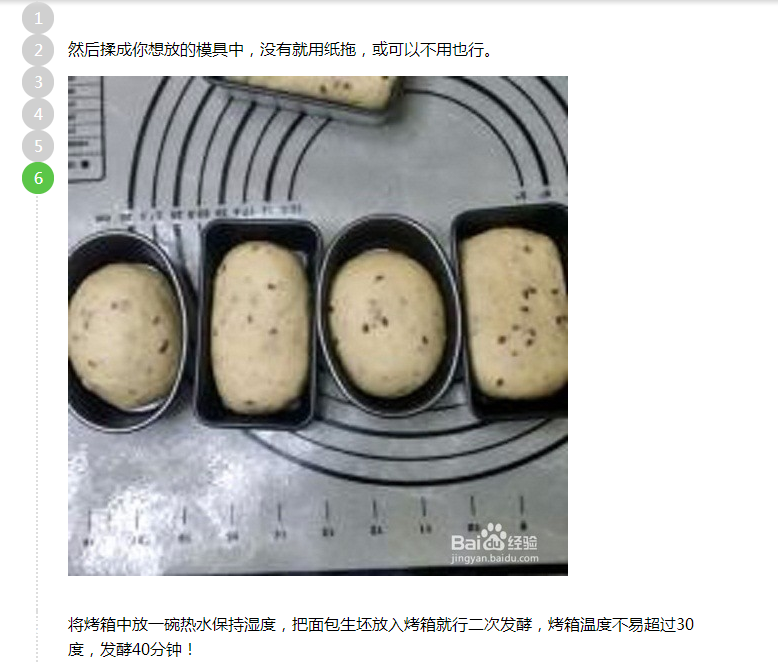 1
2
然后揉成你想放的模具中，没有就用纸拖，或可以不用也行。
3
4
5
6
Baidu经验
jingyan.baidu.com
将烤箱中放一碗热水保持湿度，把面包生坯放入烤箱就行二次发酵，烤箱温度不易超过30
度，发酵40分钟！